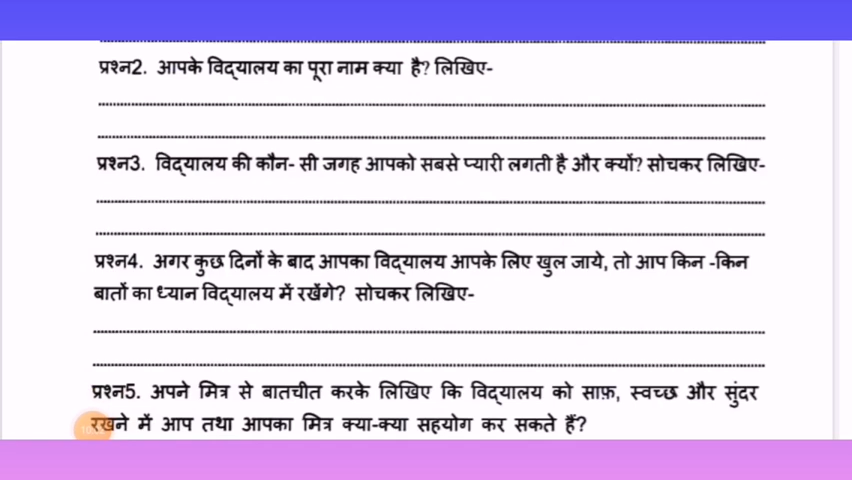 प्रश्न2. आपके विद्यालय का पूरा नाम क्या है? लिखिए-
प्रश्न3. विद्यालय की कौन- सी जगह आपको सबसे प्यारी लगती है और क्यों? सोचकर लिखिए-
प्रश्न4. अगर कुछ दिनों के बाद आपका विद्यालय आपके लिए खुल जाये, तो आप किन -किन
बातों का ध्यान विद्यालय में रखेंगे? सोचकर लिखिए-
प्रश्न5. अपने मित्र से बातचीत करके लिखिए कि विद्यालय को साफ़, स्वच्छ और सुंदर
रखने में आप तथा आपका मित्र क्या-क्या सहयोग कर सकते हैं?